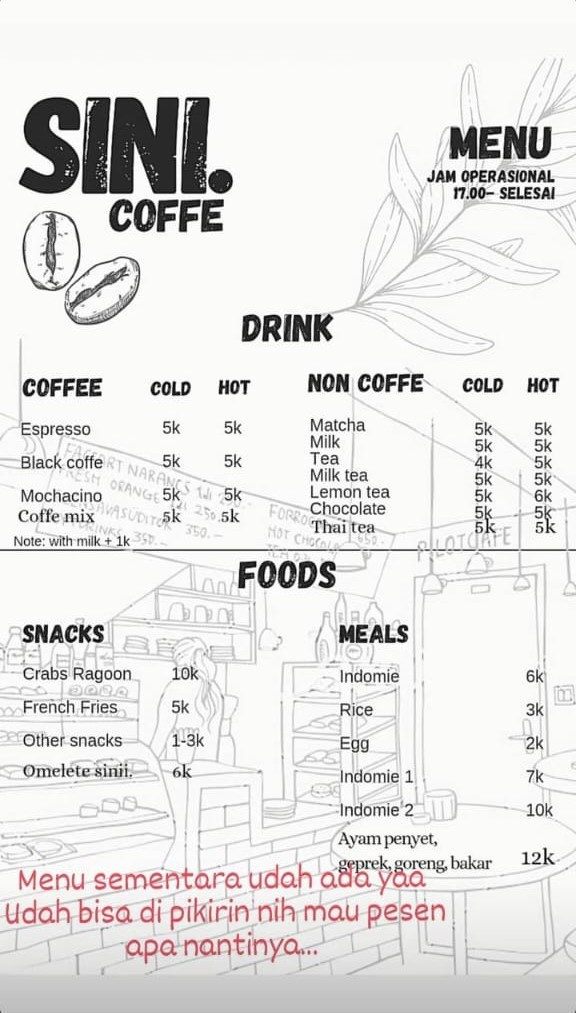 SINI.
COFFE
MENU
JAM OPERASIONAL
17.00– SELESAI
DRINK
COFFEE COLD HOT
Espresso 5k 5k
Black coffe 5k 5k
Mochacino 5k 5k
Coffe mix 5k 5k
Note: with milk + 1k
NON COFFE COLD HOT
Matcha 5k 5k
Milk 5k 5k
Tea 4k 5k
Milk tea 5k 5k
Lemon tea 5k 6k
Chocolate 5k 5k
Thai tea 5k 5k
PILOTCAFE
FOODS
SNACKS
Crabs Ragoon 10k
French Fries 5k
Other snacks 1-3k
Omelete sinii, 6k
MEALS
Indomie 6k
Rice 3k
Egg 2k
Indomie 1 7k
Indomie 2 10k
Ayam penyet,
geprek, goreng, bakar 12k
Menu sementara udah ada yaa
Udah bisa di pikirin nih mau pesen
apa nantinya...